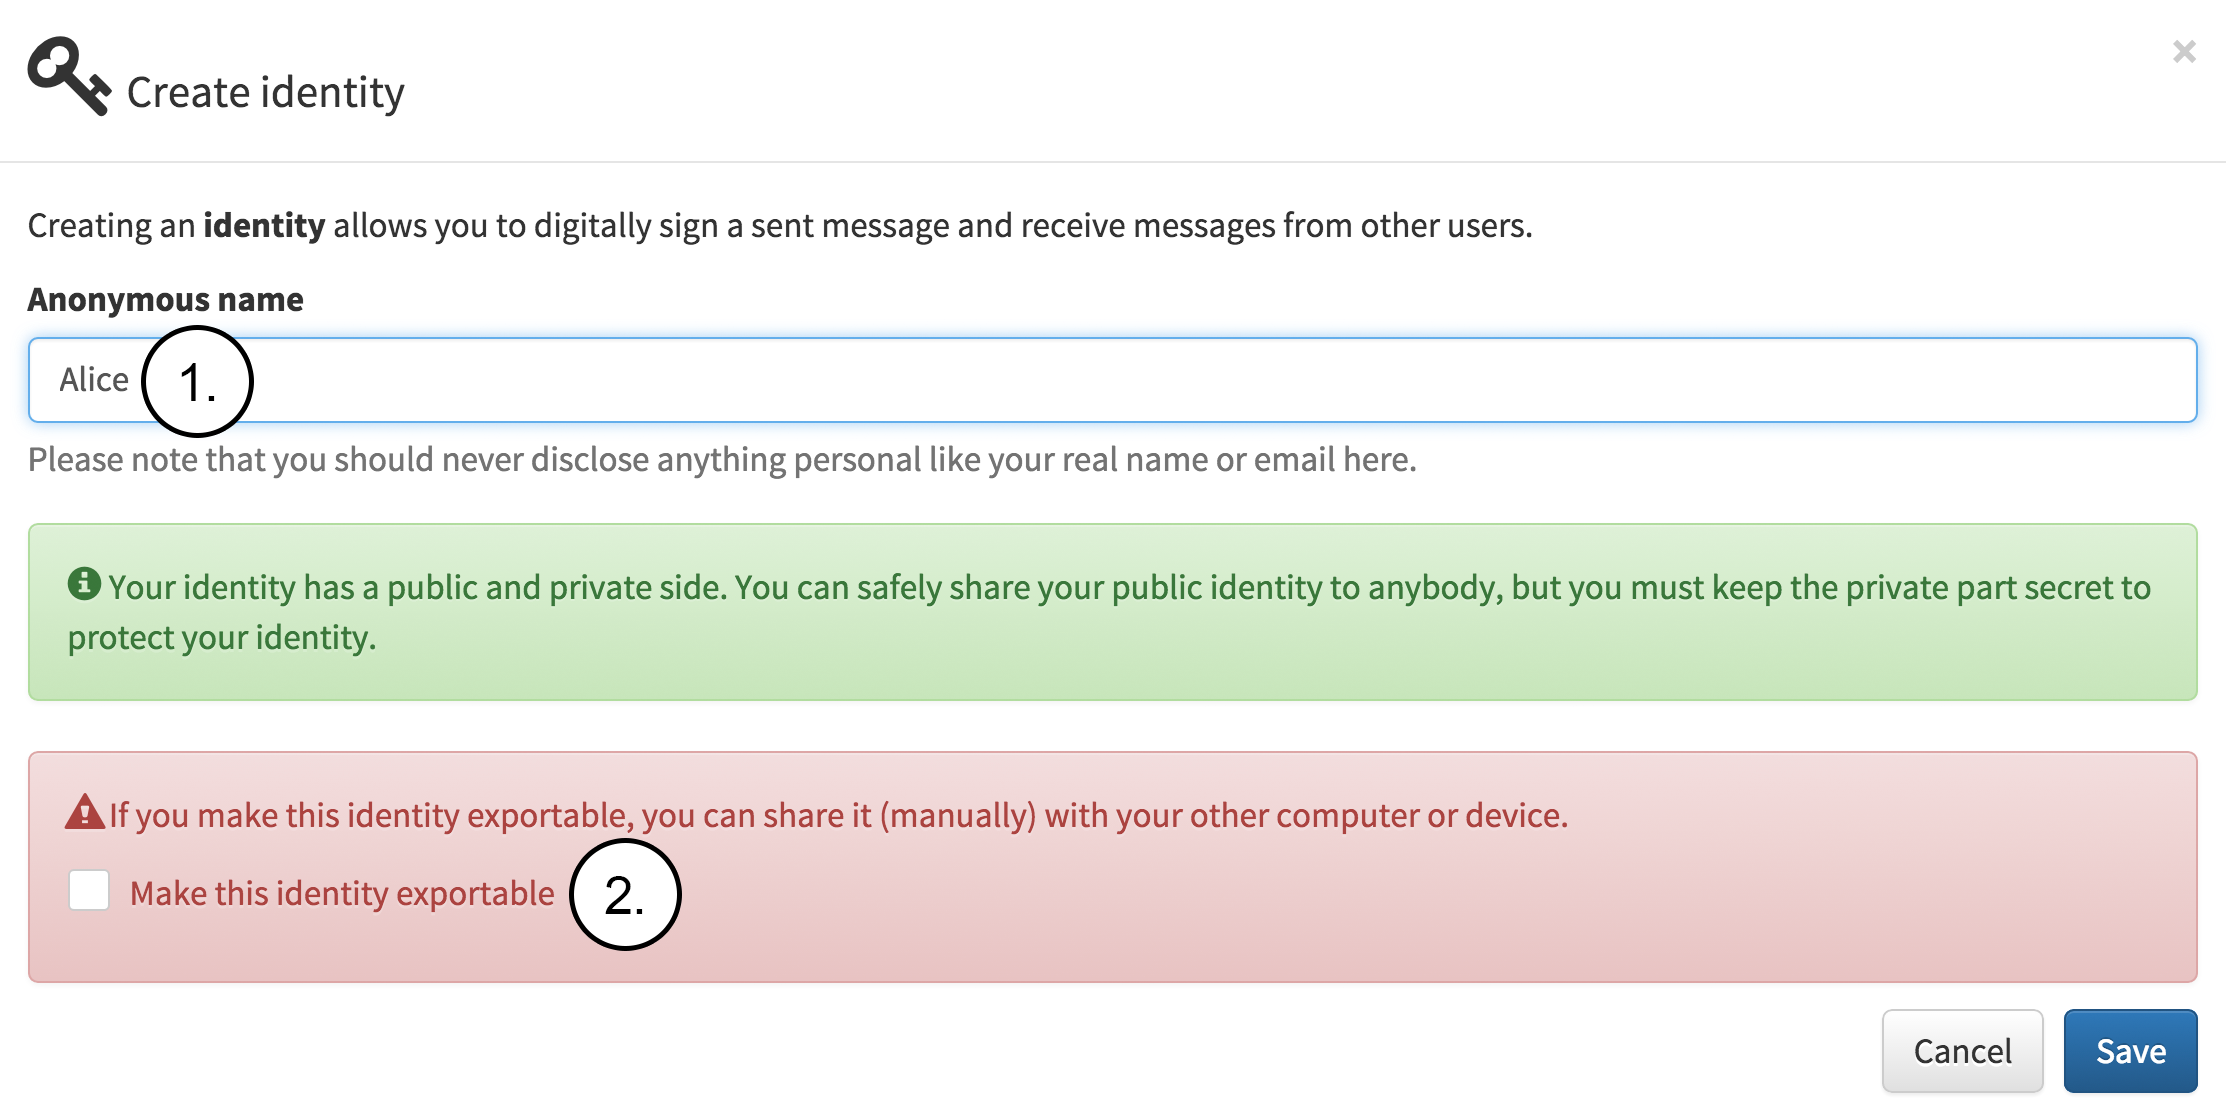 Create identity
×
Creating an identity allows you to digitally sign a sent message and receive messages from other users.
Anonymous name
Alice 1.
Please note that you should never disclose anything personal like your real name or email here.
Your identity has a public and private side. You can safely share your public identity to anybody, but you must keep the private part secret to
protect your identity.
If you make this identity exportable, you can share it (manually) with your other computer or device.
Make this identity exportable 2.
Cancel Save